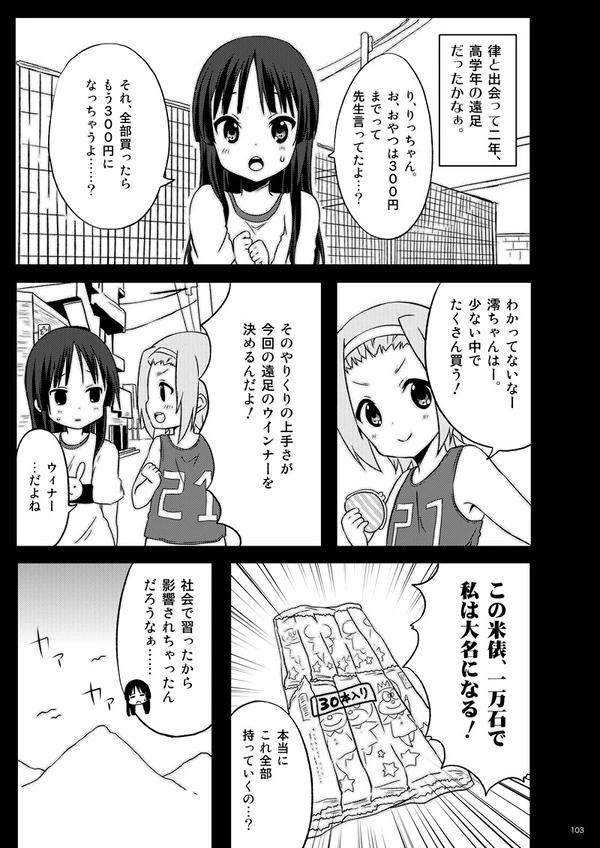 律と出会って二年、
高学年の遠足
だったかなぁ。
り、りっちゃん。
お、おやつは300円
までって
先生言ってたよ…?
それ、全部買ったら
もう300円に
なっちゃうよ……?
わかってないなー
澪ちゃんはー。
少ない中で
たくさん買う!
21
そのやりくりの上手さが
今回の遠足のウインナーを
決めるんだよ!
21
ウィナー
…だよね
この米俵、一万石で
私は大名になる!
30本入り
本当に
これ全部
持っていくの…?
社会で習ったから
影響されちゃったん
だろうなぁ……
103